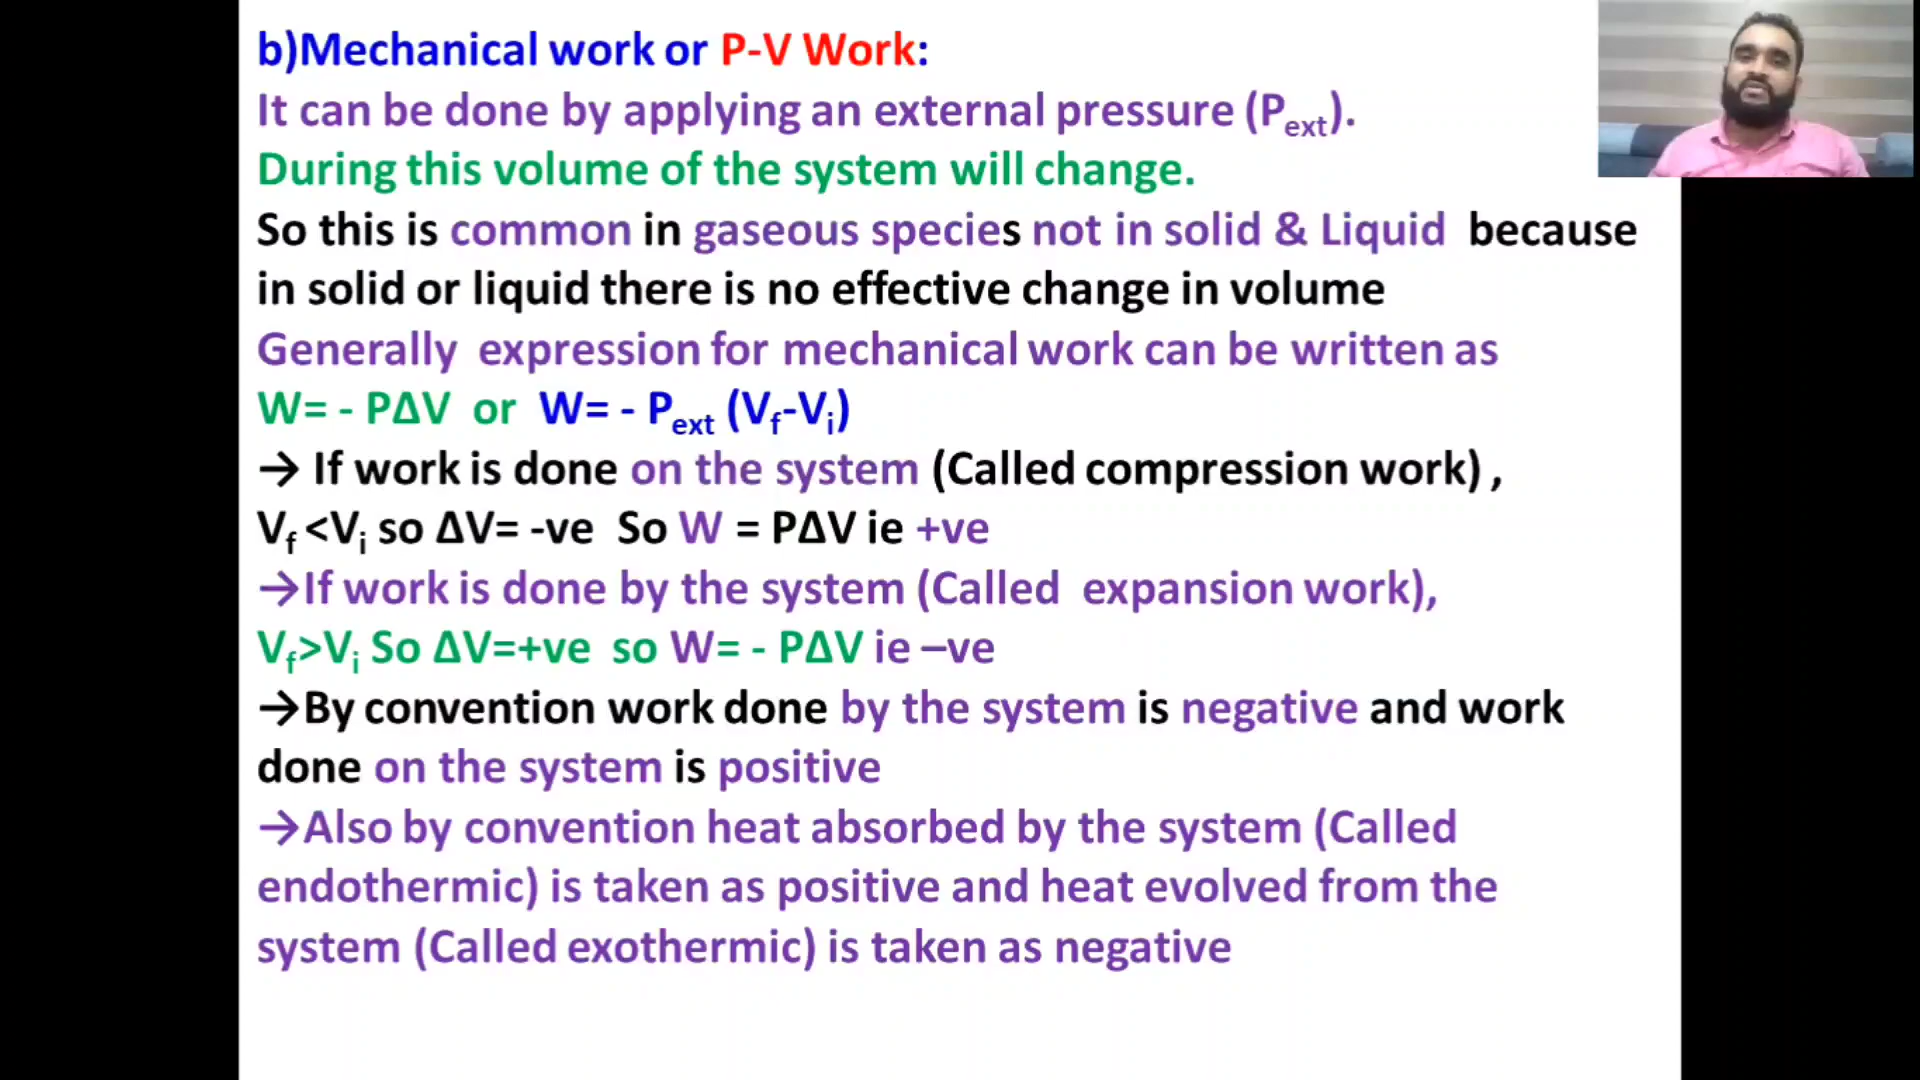 b)Mechanical work or P-V Work:
It can be done by applying an external pressure (Pext).
During this volume of the system will change.
So this is common in gaseous species not in solid & Liquid because
in solid or liquid there is no effective change in volume
Generally expression for mechanical work can be written as
W= - PΔV or W= - Pext (Vf-Vi)
→ If work is done on the system (Called compression work) ,
Vf <Vi so ΔV= -ve So W = PΔV ie +ve
→If work is done by the system (Called expansion work),
Vf>Vi So ΔV=+ve so W= - PΔV ie –ve
→By convention work done by the system is negative and work
done on the system is positive
→Also by convention heat absorbed by the system (Called
endothermic) is taken as positive and heat evolved from the
system (Called exothermic) is taken as negative